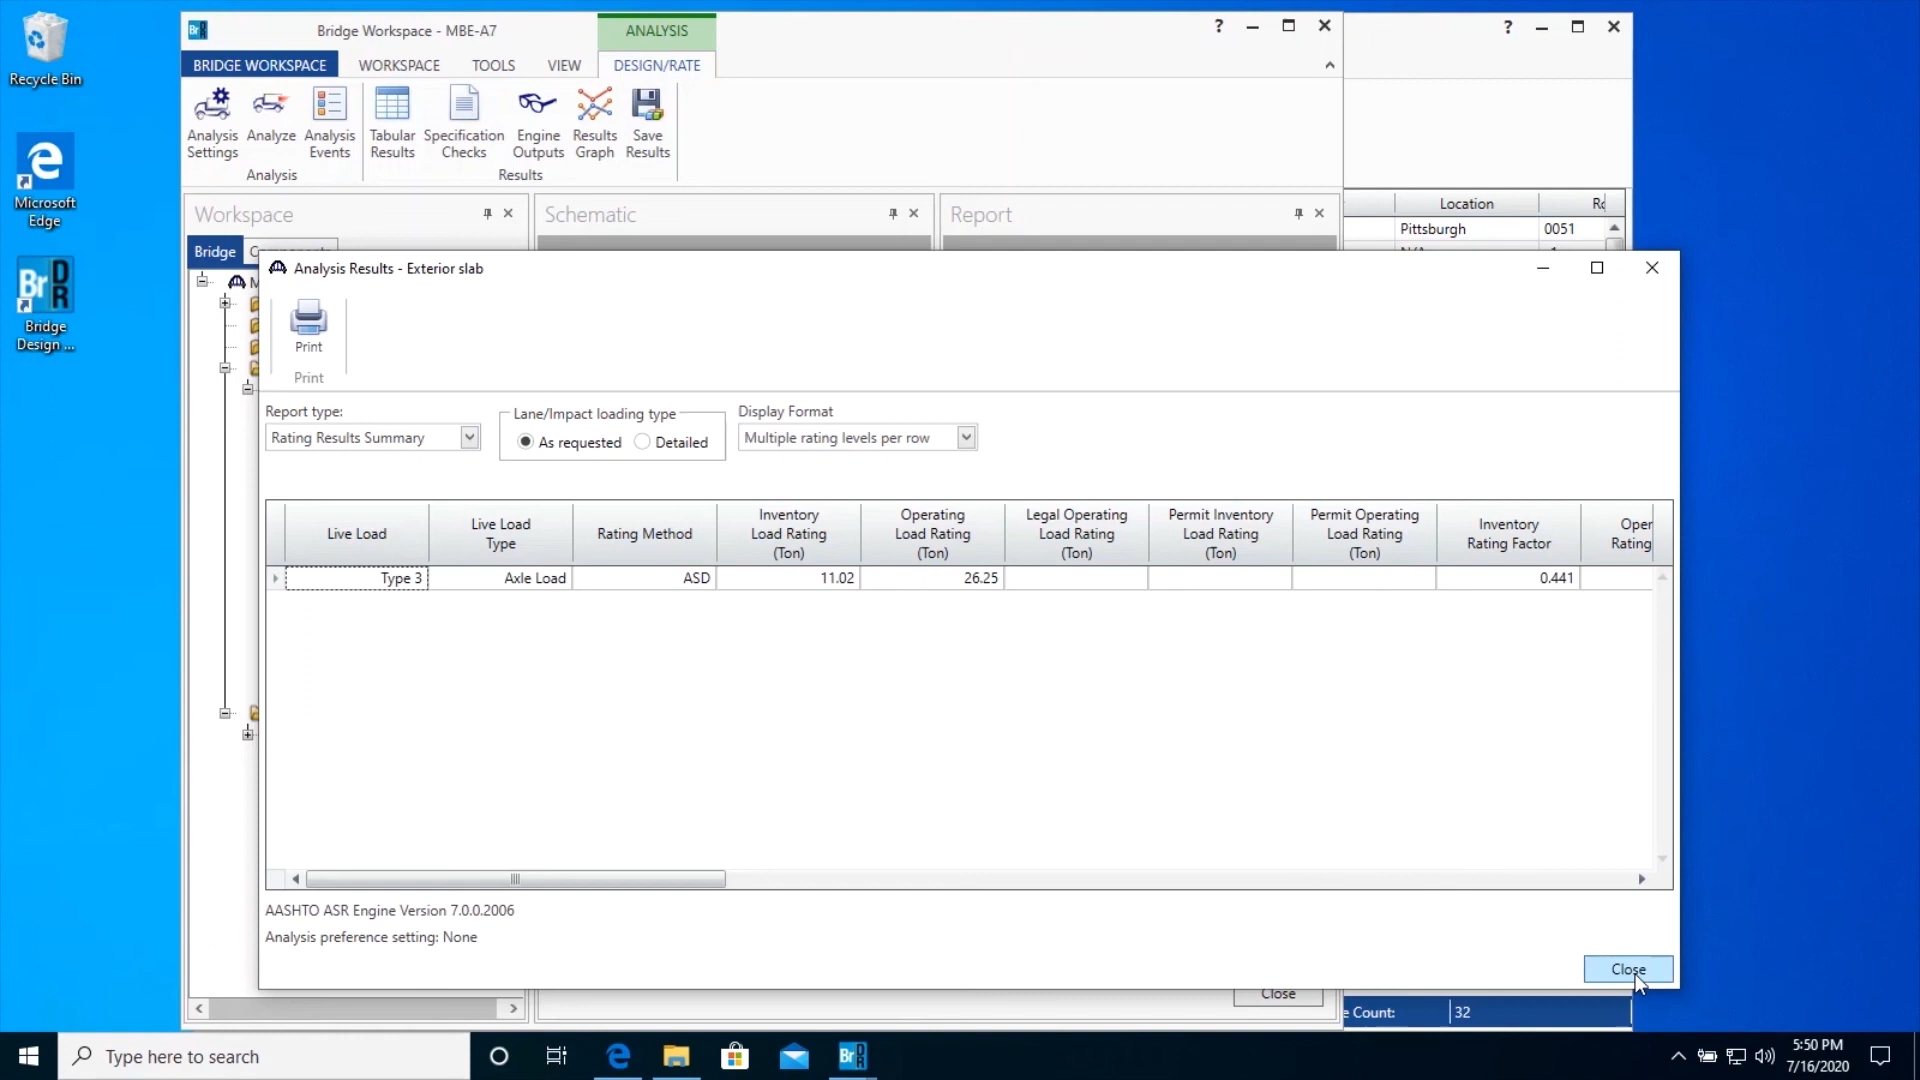 Recycle Bin
Microsoft
Edge
Bridge
Design ...
Bridge Workspace - MBE-A7
ANALYSIS
BRIDGE WORKSPACE
WORKSPACE
TOOLS
VIEW
DESIGN/RATE
Analysis
Settings
Analyze
Analysis
Events
Tabular
Results
Specification
Checks
Engine
Outputs
Results
Graph
Save
Results
Analysis
Results
Workspace
Schematic
Report
Location
Pittsburgh
0051
Bridge
Analysis Results - Exterior slab
Print
Print
Report type:
Rating Results Summary
Lane/Impact loading type
As requested
Detailed
Display Format
Multiple rating levels per row
Live Load
Live Load
Type
Rating Method
Inventory
Load Rating
(Ton)
Operating
Load Rating
(Ton)
Legal Operating
Load Rating
(Ton)
Permit Inventory
Load Rating
(Ton)
Permit Operating
Load Rating
(Ton)
Inventory
Rating Factor
Oper
Rating
Type 3
Axle Load
ASD
11.02
26.25
0.441
AASHTO ASR Engine Version 7.0.0.2006
Analysis preference setting: None
Close
Close
e Count:
32
Type here to search
5:50 PM
7/16/2020